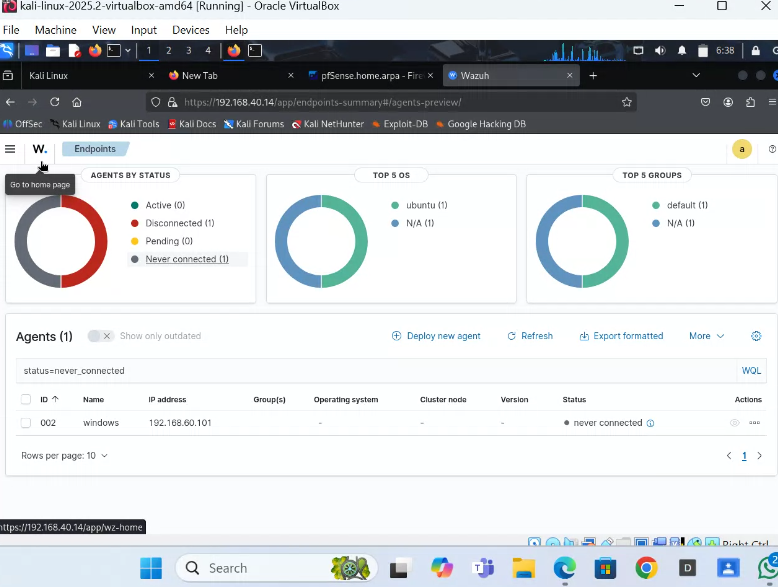 kali-linux-2025.2-virtualbox-amd64 [Running] - Oracle VirtualBox
File Machine View Input Devices Help
1 2 3 4 6:38
Kali Linux New Tab pfSense.home.arpa - Fire Wazuh
https://192.168.40.14/app/endpoints-summary#/agents-preview/
OffSec Kali Linux Kali Tools Kali Docs Kali Forums Kali NetHunter Exploit-DB Google Hacking DB
W. Endpoints a
Go to home page
AGENTS BY STATUS
Active (0)
Disconnected (1)
Pending (0)
Never connected (1)
TOP 5 OS
ubuntu (1)
N/A (1)
TOP 5 GROUPS
default (1)
N/A (1)
Agents (1) Show only outdated Deploy new agent Refresh Export formatted More
status=never_connected WQL
ID Name IP address Group(s) Operating system Cluster node Version Status Actions
002 windows 192.168.60.101 - - - never connected
Rows per page: 10 1
https://192.168.40.14/app/wz-home
Right Ctrl
Search D 2